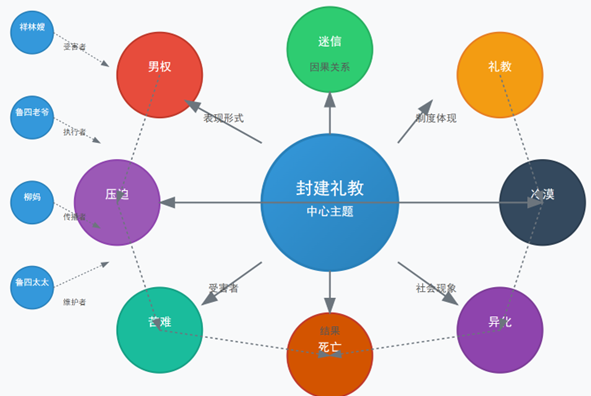 祥林嫂
受害者
鲁四老爷
执行者
柳妈
传播者
鲁四太太
维护者
男权
迷信
因果关系
礼教
表现形式
制度体现
封建礼教
中心主题
压迫
冷漠
受害者
社会现象
苦难
结果
死亡
异化